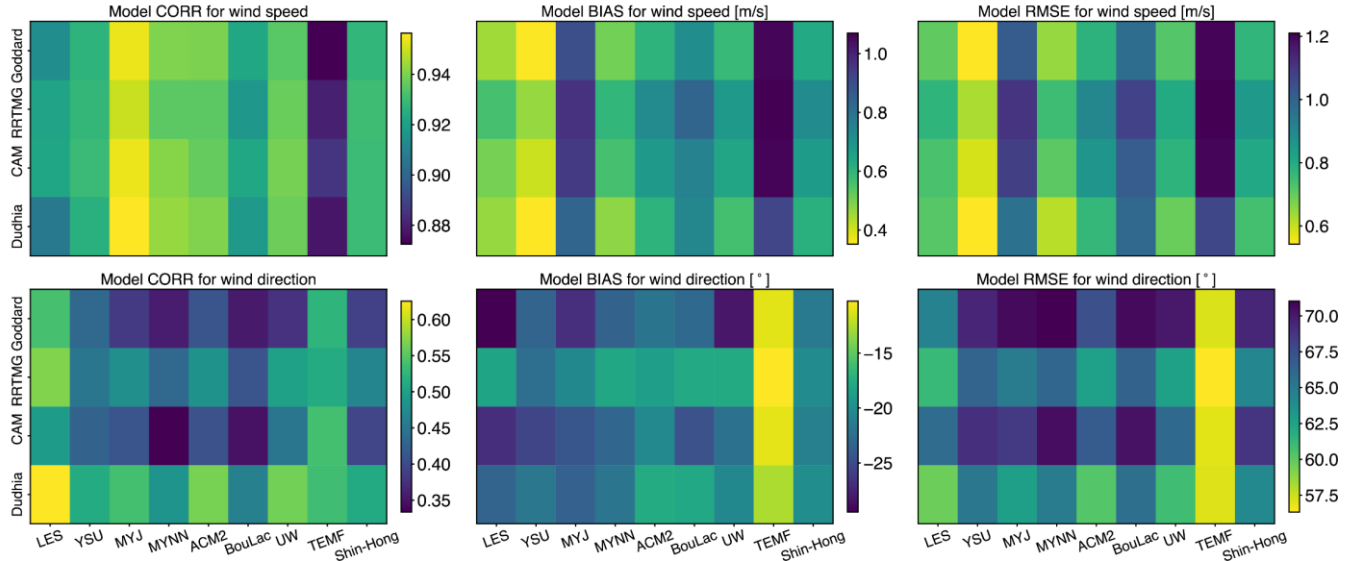 Model CORR for wind speed
Model BIAS for wind speed [m/s]
Model RMSE for wind speed [m/s]
Goddard
RRTMG
CAM
Dudhia
0.94
0.92
0.90
0.88
1.0
0.8
0.6
0.4
1.2
1.0
0.8
0.6
Model CORR for wind direction
Model BIAS for wind direction [°]
Model RMSE for wind direction [°]
Goddard
RRTMG
CAM
Dudhia
0.60
0.55
0.50
0.45
0.40
0.35
−15
−20
−25
70.0
67.5
65.0
62.5
60.0
57.5
LES YSU MYJ MYNN ACM2 BouLac UW TEMF Shin-Hong
LES YSU MYJ MYNN ACM2 BouLac UW TEMF Shin-Hong
LES YSU MYJ MYNN ACM2 BouLac UW TEMF Shin-Hong